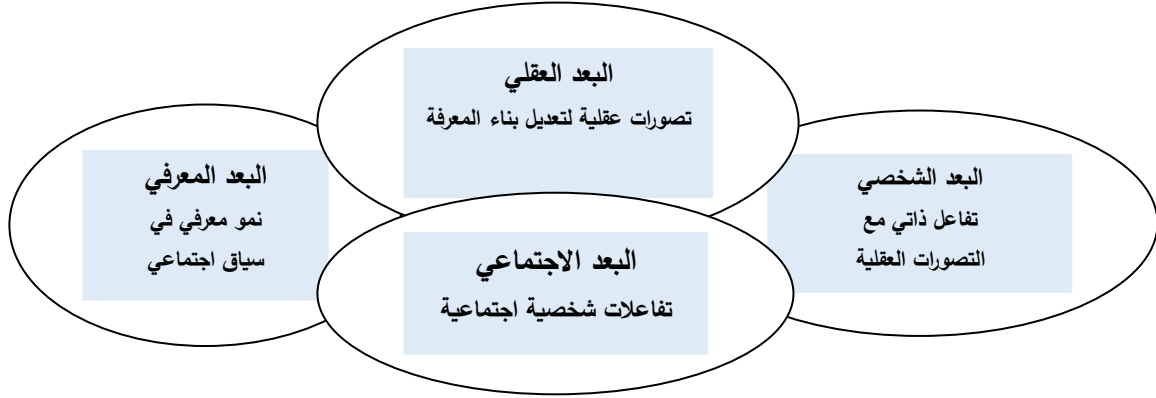 البعد العقلي
تصورات عقلية لتعديل بناء المعرفة
البعد الشخصي
تفاعل ذاتي مع
التصورات العقلية
البعد المعرفي
نمو معرفي في
سياق اجتماعي
البعد الاجتماعي
تفاعلات شخصية اجتماعية